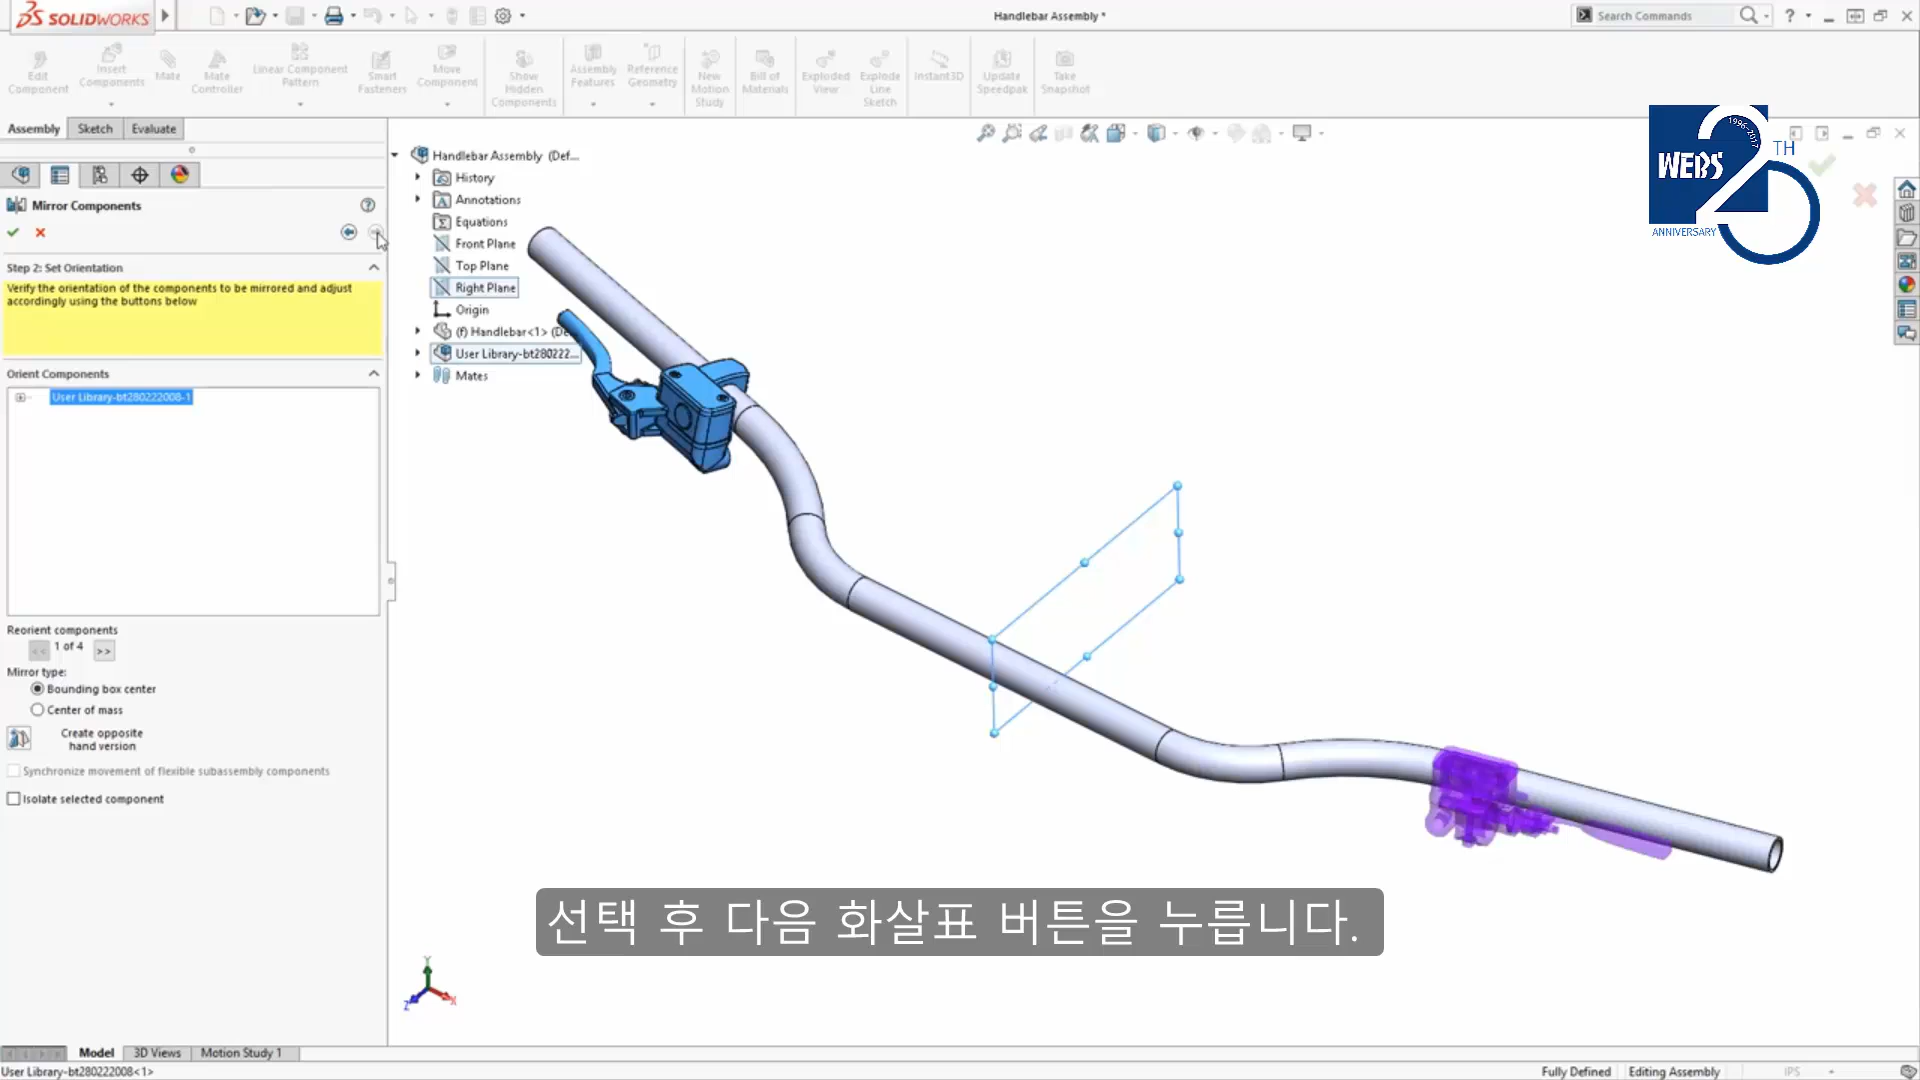 SOLIDWORKS
Handlebar Assembly *
Search Commands
Edit Component
Insert Components
Mate
Mate Controller
Linear Component Pattern
Smart Fasteners
Move Component
Show Hidden Components
Assembly Features
Reference Geometry
New Motion Study
Bill of Materials
Exploded View
Explode Line Sketch
Instant3D
Update Speedpak
Take Snapshot
Assembly
Sketch
Evaluate
Mirror Components
Step 2: Set Orientation
Verify the orientation of the components to be mirrored and adjust
accordingly using the buttons below
Orient Components
User Library-bt280222008-1
Reorient components
<< 1 of 4 >>
Mirror type:
Bounding box center
Center of mass
Create opposite
hand version
Synchronize movement of flexible subassembly components
Isolate selected component
Handlebar Assembly (Def...
History
Annotations
Equations
Front Plane
Top Plane
Right Plane
Origin
(f) Handlebar<1> (De
User Library-bt280222...
Mates
1996-2017
WEBS
20
TH
ANNIVERSARY
선택 후 다음 화살표 버튼을 누릅니다.
Y
Z
X
Model
3D Views
Motion Study 1
User Library-bt280222008<1>
Fully Defined
Editing Assembly
IPS